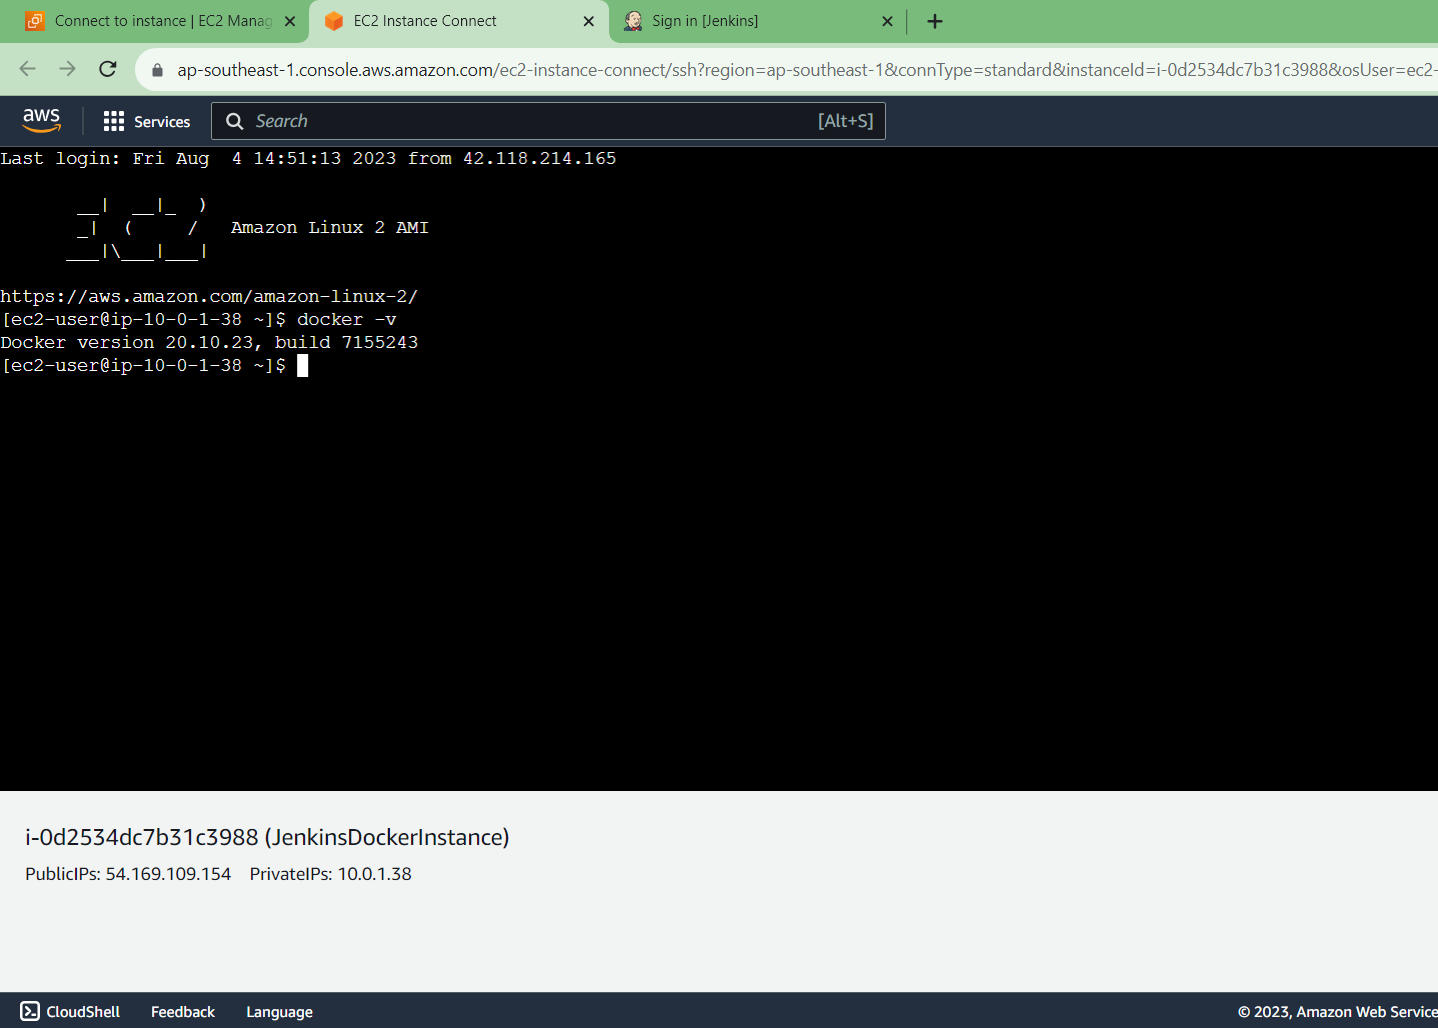 Connect to instance | EC2 Manag
EC2 Instance Connect
Sign in [Jenkins]
ap-southeast-1.console.aws.amazon.com/ec2-instance-connect/ssh?region=ap-southeast-1&connType=standard&instanceId=i-0d2534dc7b31c3988&osUser=ec2-
aws
Services
Search
[Alt+S]
Last login: Fri Aug  4 14:51:13 2023 from 42.118.214.165
       __|  __|_  )
       _|  (     /   Amazon Linux 2 AMI
      ___|\___|___|
https://aws.amazon.com/amazon-linux-2/
[ec2-user@ip-10-0-1-38 ~]$ docker -v
Docker version 20.10.23, build 7155243
[ec2-user@ip-10-0-1-38 ~]$
i-0d2534dc7b31c3988 (JenkinsDockerInstance)
PublicIPs: 54.169.109.154 PrivateIPs: 10.0.1.38
CloudShell Feedback Language © 2023, Amazon Web Service